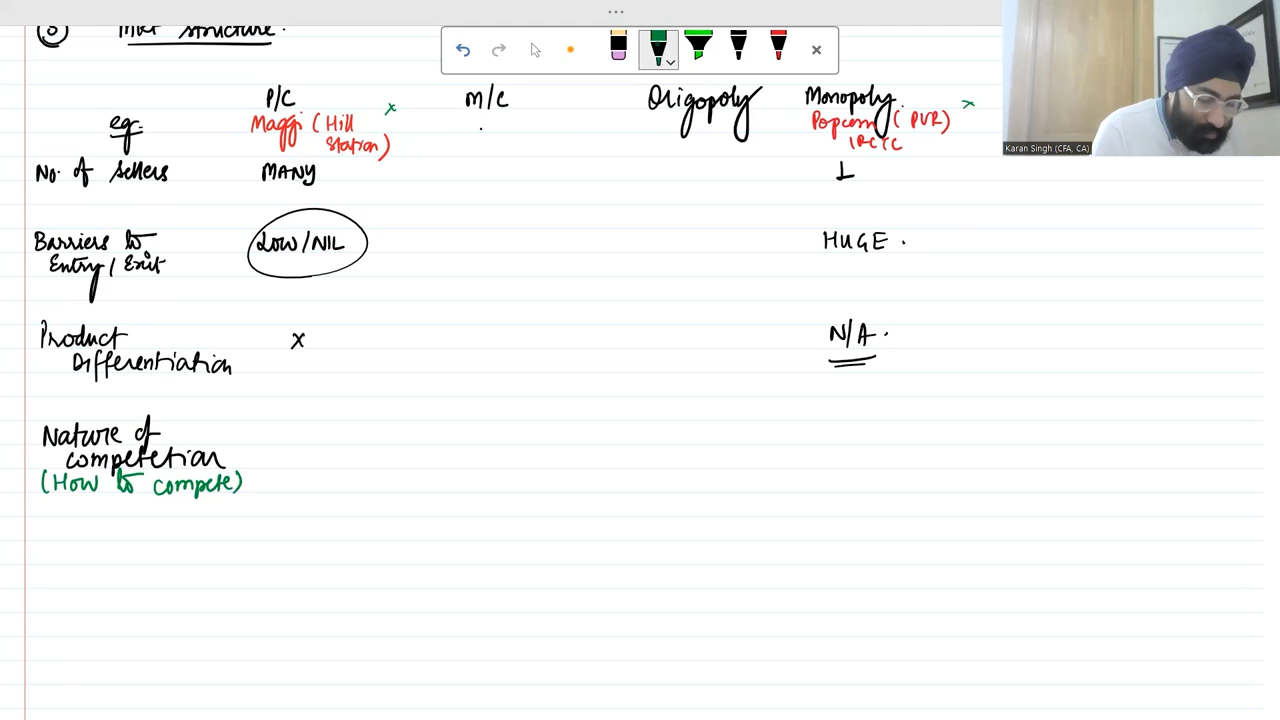 Mkt structure.
P/C M/C Oligopoly Monopoly
eg. Maggi (Hill Station) x Popcorn (PVR) x
IRCTC
No. of Sellers MANY 1
Barriers to Low/NIL HUGE.
Entry/Exit
Product x N/A.
Differentiation
Nature of
competetion
(How to compete)
Karan Singh (CFA, CA)